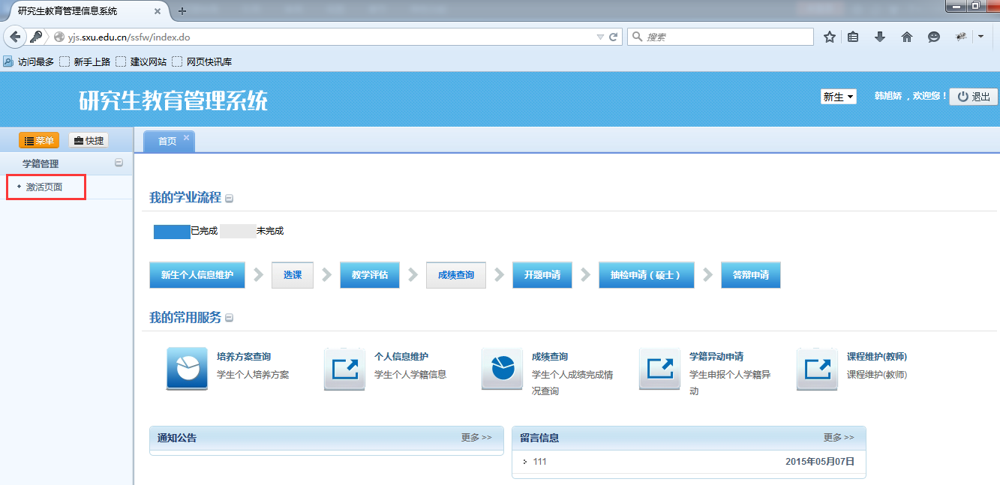 研究生教育管理信息系统
yjs.sxu.edu.cn/ssfw/index.do
搜索
访问最多 新手上路 建议网站 网页快讯库
研究生教育管理系统
新生
韩旭娇 ，欢迎您！
退出
菜单 快捷
首页
学籍管理
激活页面
我的学业流程
已完成 未完成
新生个人信息维护 选课 教学评估 成绩查询 开题申请 抽检申请（硕士） 答辩申请
我的常用服务
培养方案查询
学生个人培养方案
个人信息维护
学生个人学籍信息
成绩查询
学生个人成绩完成情
况查询
学籍异动申请
学生申报个人学籍异
动
课程维护(教师)
课程维护(教师)
通知公告 更多 >>
留言信息 更多 >>
111 2015年05月07日